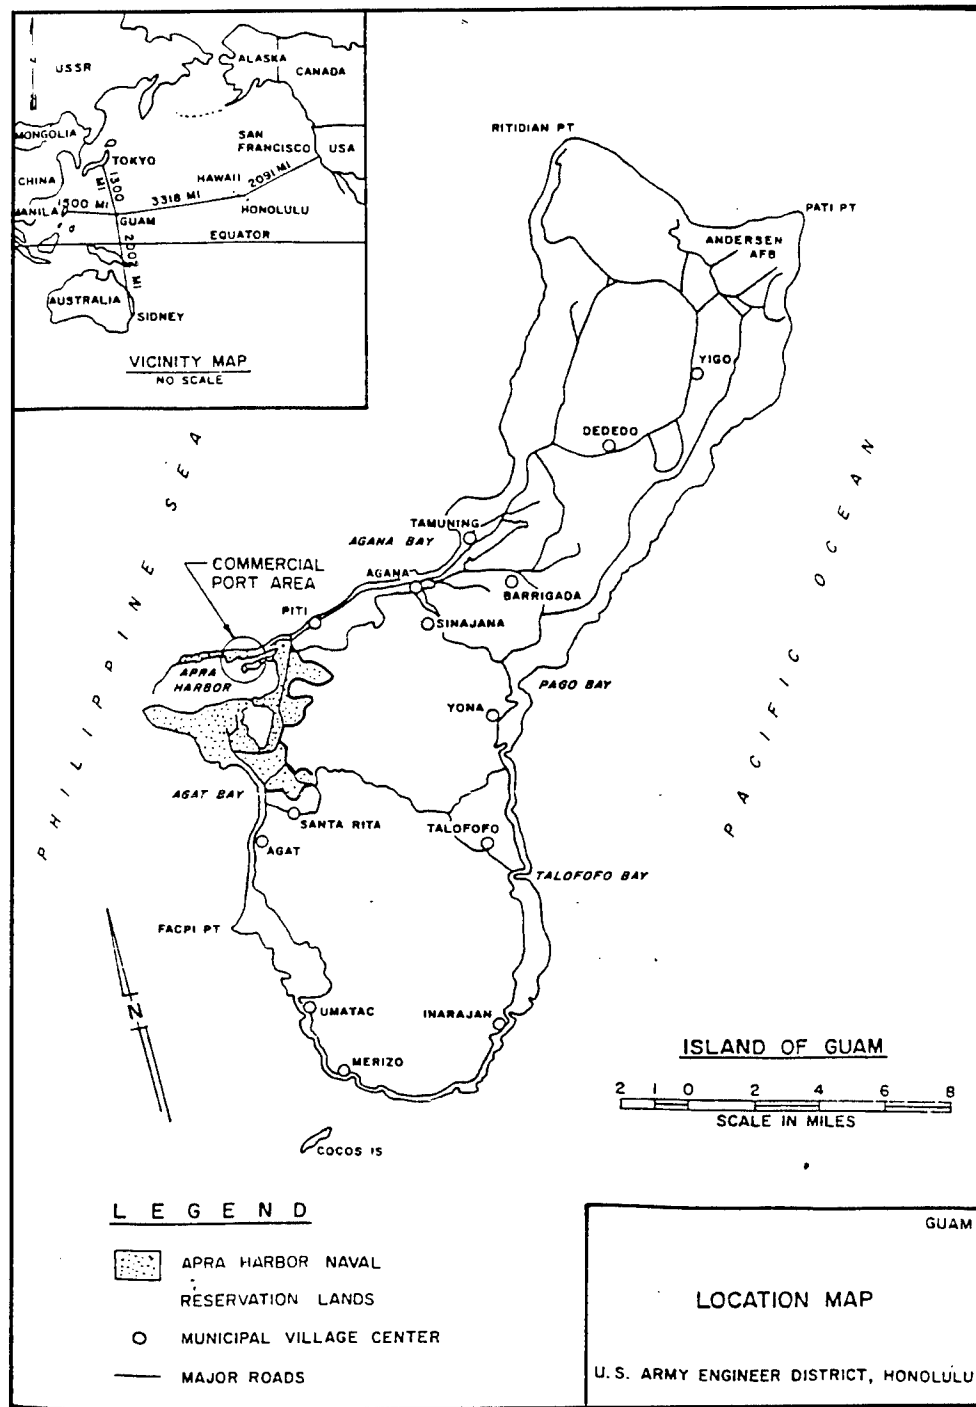 USSR
ALASKA
CANADA
MONGOLIA
SAN
FRANCISCO
USA
TOKYO
CHINA
HAWAII
2091 MI
1300
MI
3318 MI
MANILA
1500 MI
HONOLULU
GUAM
EQUATOR
2007 MI
AUSTRALIA
SIDNEY
VICINITY MAP
NO SCALE
RITIDIAN PT
PATI PT
ANDERSEN
AFB
YIGO
DEDEDO
PHILIPPINE SEA
PACIFIC OCEAN
TAMUNING
AGANA BAY
COMMERCIAL
PORT AREA
AGANA
BARRIGADA
PITI
SINAJANA
APRA
HARBOR
PAGO BAY
YONA
AGAT BAY
SANTA RITA
TALOFOFO
AGAT
TALOFOFO BAY
FACPI PT
N
UMATAC
INARAJAN
MERIZO
COCOS IS
ISLAND OF GUAM
2 1 0 2 4 6 8
SCALE IN MILES
LEGEND
APRA HARBOR NAVAL
RESERVATION LANDS
MUNICIPAL VILLAGE CENTER
MAJOR ROADS
GUAM
LOCATION MAP
U.S. ARMY ENGINEER DISTRICT, HONOLULU